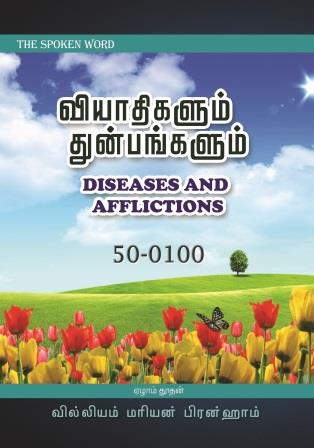 THE SPOKEN WORD
வியாதிகளும்
துன்பங்களும்
DISEASES AND
AFFLICTIONS
50-0100
ஏழாம் தூதன்
வில்லியம் மரியன் பிரன்ஹாம்